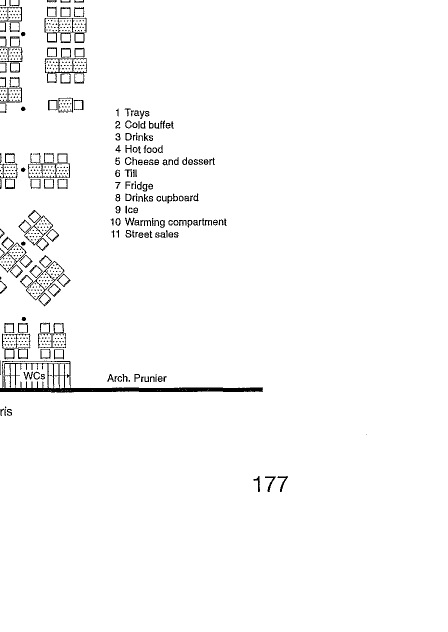 1 Trays
2 Cold buffet
3 Drinks
4 Hot food
5 Cheese and dessert
6 Till
7 Fridge
8 Drinks cupboard
9 Ice
10 Warming compartment
11 Street sales
WCs
Arch. Prunier
ris
177